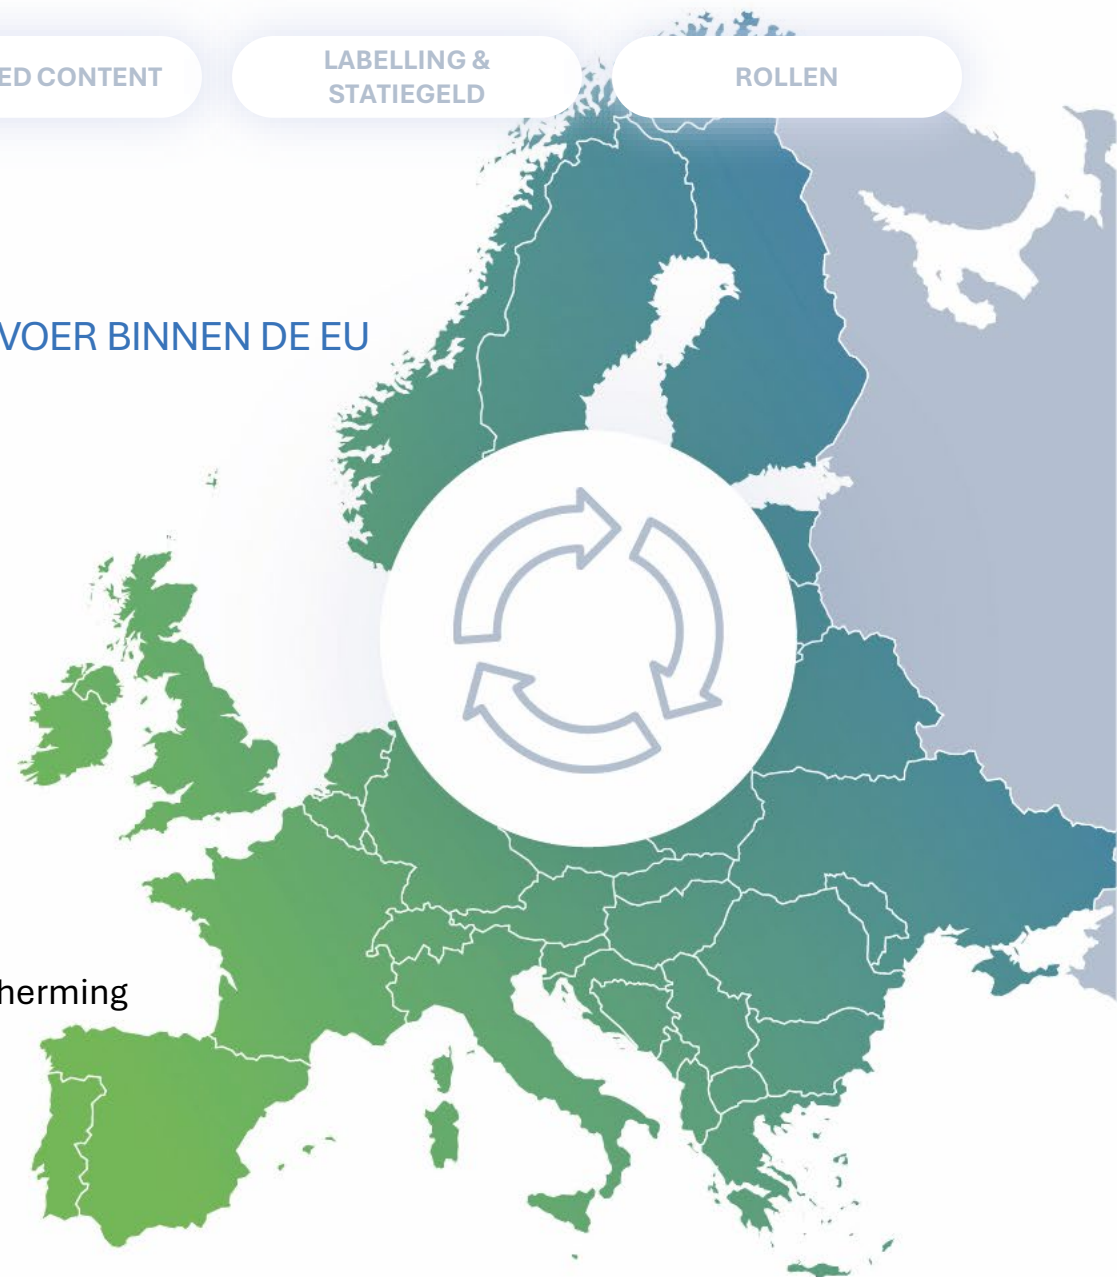 ED CONTENT
LABELLING &
STATIEGELD
ROLLEN
VOER BINNEN DE EU
herming